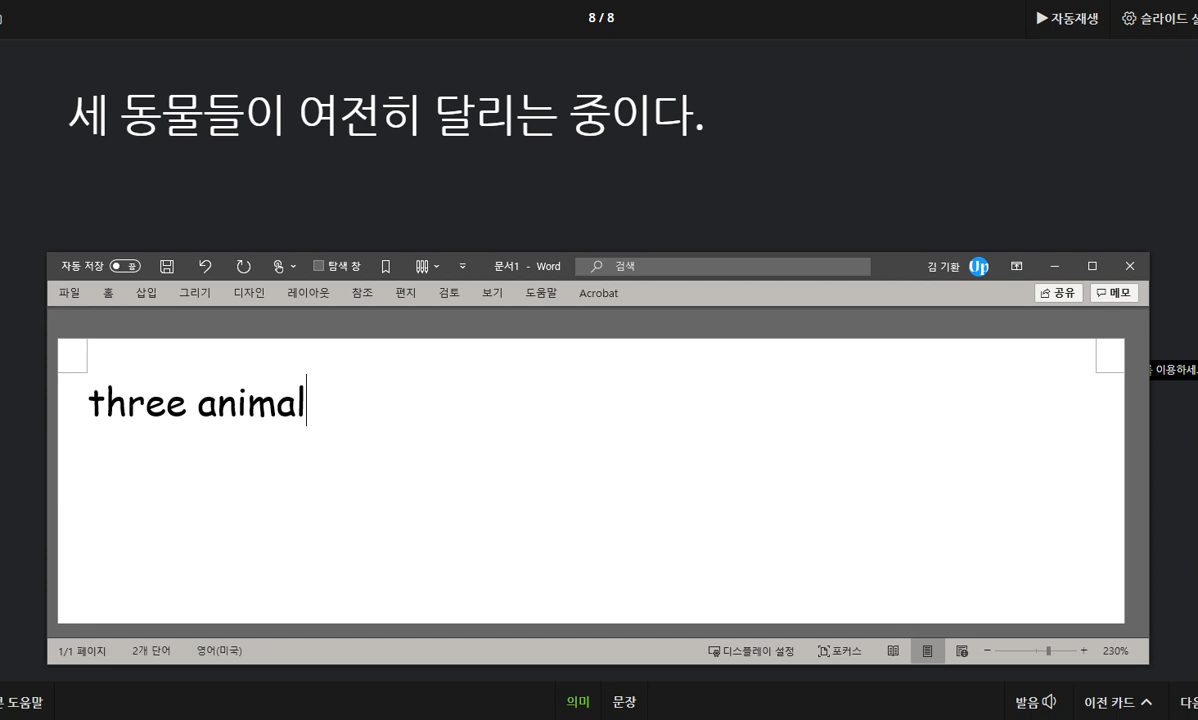 8 / 8
▶ 자동재생
슬라이드
세 동물들이 여전히 달리는 중이다.
자동 저장 끔
탐색 창
문서1 - Word
검색
김 기환
Up
파일 홈 삽입 그리기 디자인 레이아웃 참조 편지 검토 보기 도움말 Acrobat
공유 메모
이용하세
three animal
1/1 페이지 2개 단어 영어(미국)
디스플레이 설정 포커스
230%
도움말
의미 문장
발음 이전 카드